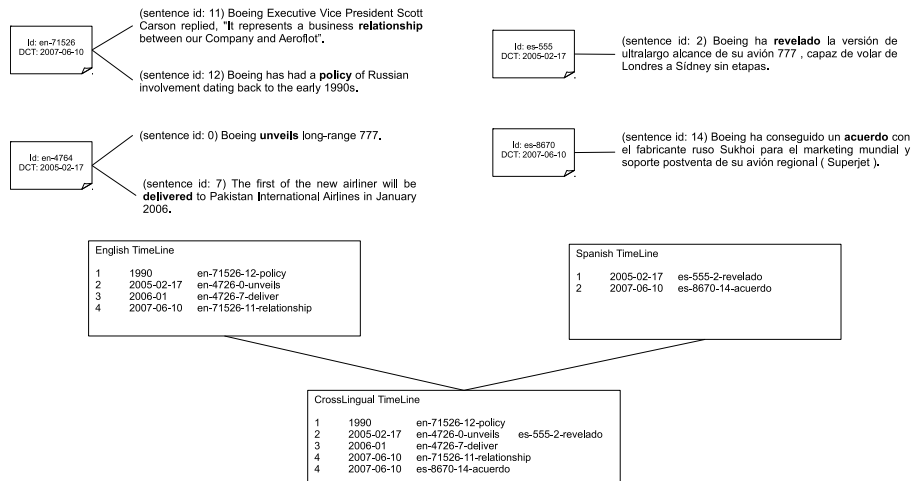 Id: en-71526
DCT: 2007-06-10
(sentence id: 11) Boeing Executive Vice President Scott
Carson replied, "It represents a business relationship
between our Company and Aeroflot".
(sentence id: 12) Boeing has had a policy of Russian
involvement dating back to the early 1990s.
Id: es-555
DCT: 2005-02-17
(sentence id: 2) Boeing ha revelado la versión de
ultralargo alcance de su avión 777 , capaz de volar de
Londres a Sídney sin etapas.
Id: en-4764
DCT: 2005-02-17
(sentence id: 0) Boeing unveils long-range 777.
(sentence id: 7) The first of the new airliner will be
delivered to Pakistan International Airlines in January
2006.
Id: es-8670
DCT: 2007-06-10
(sentence id: 14) Boeing ha conseguido un acuerdo con
el fabricante ruso Sukhoi para el marketing mundial y
soporte postventa de su avión regional ( Superjet ).
English TimeLine
1 1990 en-71526-12-policy
2 2005-02-17 en-4726-0-unveils
3 2006-01 en-4726-7-deliver
4 2007-06-10 en-71526-11-relationship
Spanish TimeLine
1 2005-02-17 es-555-2-revelado
2 2007-06-10 es-8670-14-acuerdo
CrossLingual TimeLine
1 1990 en-71526-12-policy
2 2005-02-17 en-4726-0-unveils es-555-2-revelado
3 2006-01 en-4726-7-deliver
4 2007-06-10 en-71526-11-relationship
4 2007-06-10 es-8670-14-acuerdo